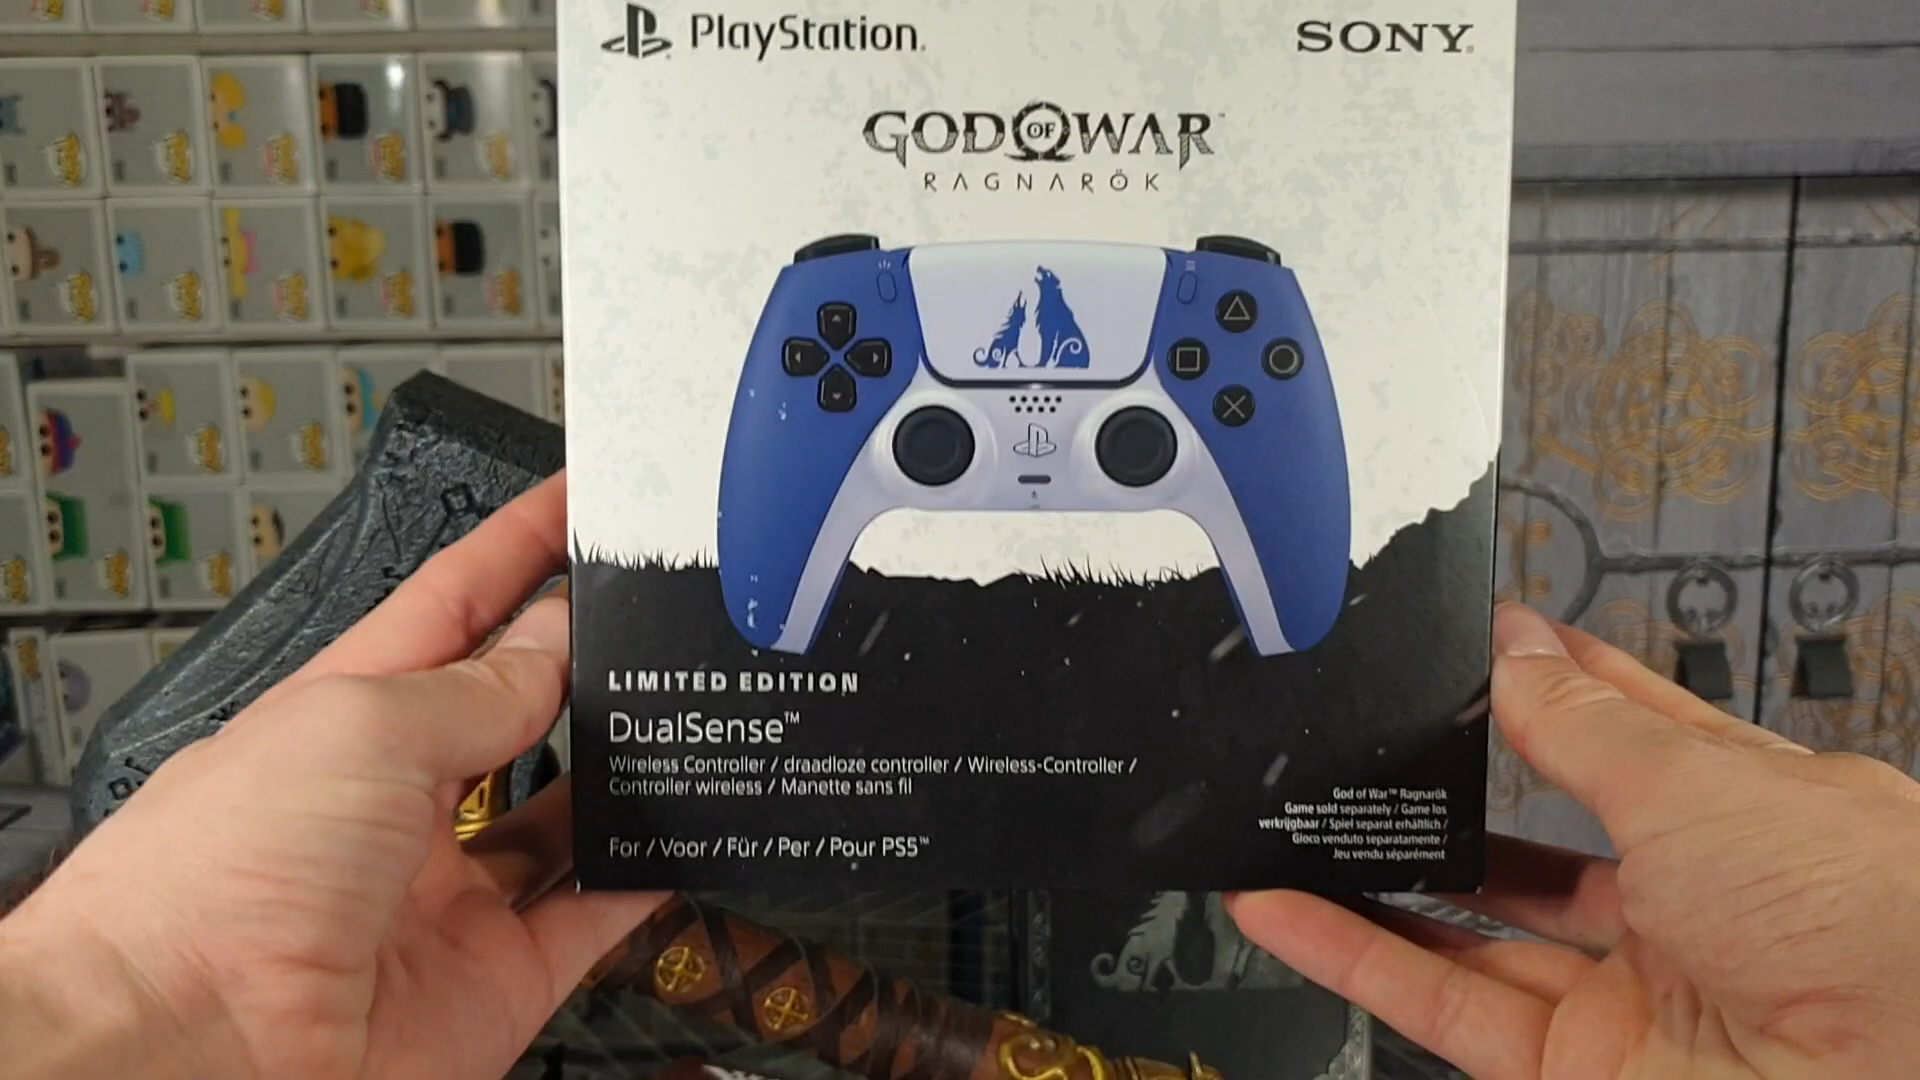 PlayStation.
SONY
GOD OF WAR™
RAGNARÖK
LIMITED EDITION
DualSense™
Wireless Controller / draadloze controller / Wireless-Controller /
Controller wireless / Manette sans fil
For / Voor / Für / Per / Pour PS5™
God of War™ Ragnarök
Game sold separately / Game los
verkrijgbaar / Spiel separat erhältlich /
Gioco venduto separatamente /
Jeu vendu séparément